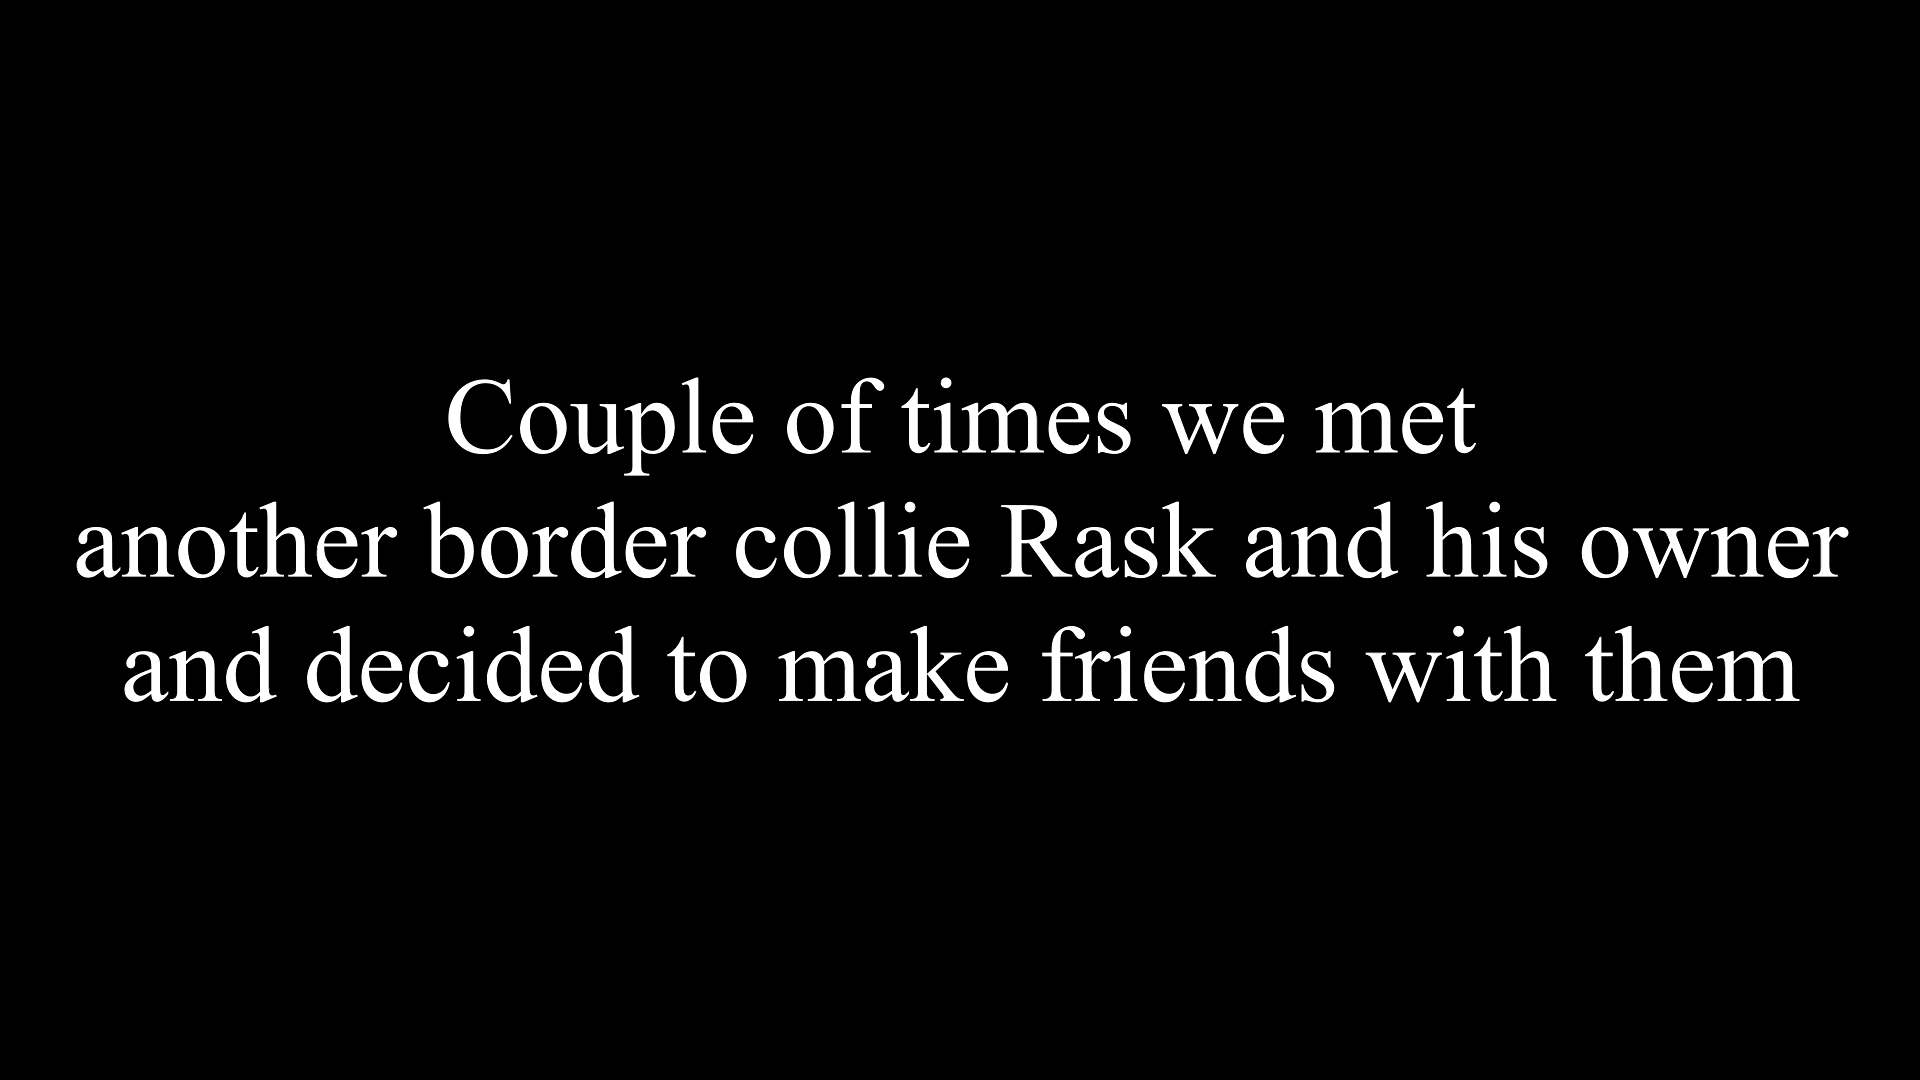 Couple of times we met
another border collie Rask and his owner
and decided to make friends with them